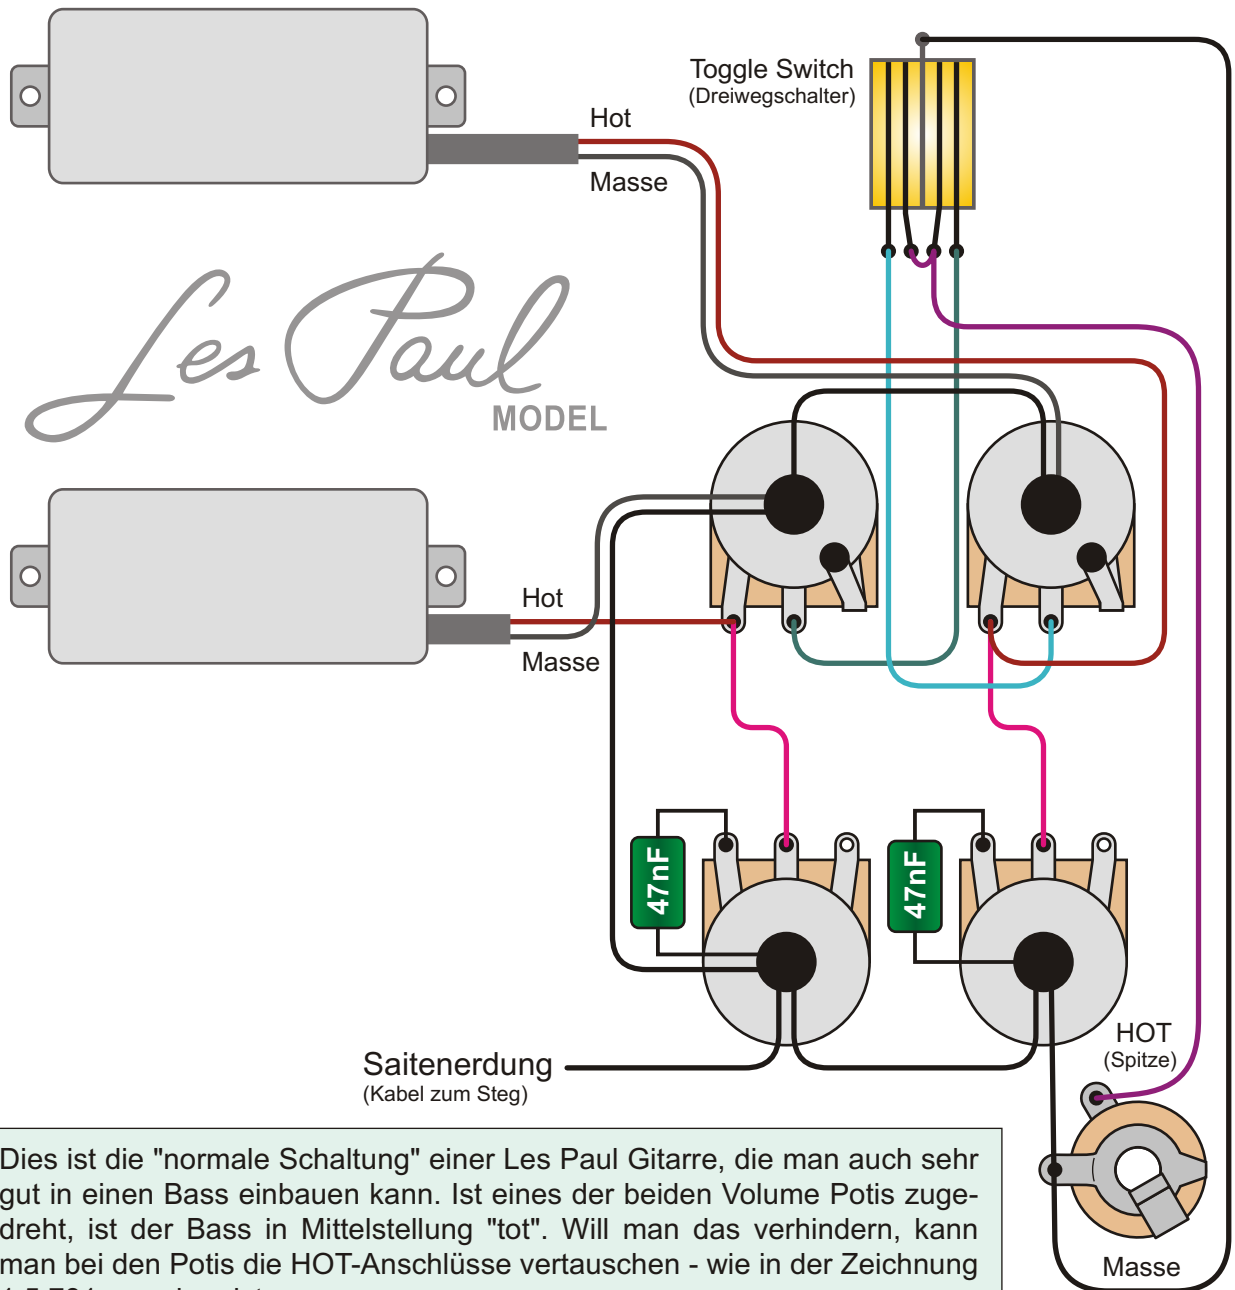 Toggle Switch
(Dreiwegschalter)
Hot
Masse
Les Paul
MODEL
Hot
Masse
47nF
47nF
HOT
(Spitze)
Saitenerdung
(Kabel zum Steg)
Masse
Dies ist die "normale Schaltung" einer Les Paul Gitarre, die man auch sehr
gut in einen Bass einbauen kann. Ist eines der beiden Volume Potis zuge-
dreht, ist der Bass in Mittelstellung "tot". Will man das verhindern, kann
man bei den Potis die HOT-Anschlüsse vertauschen - wie in der Zeichnung